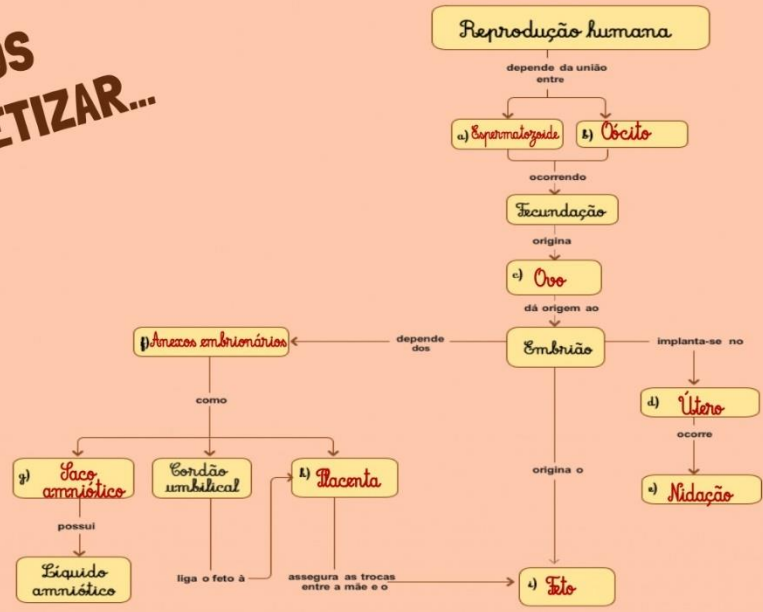 OS
ETIZAR...
Reprodução humana
depende da união
entre
a) Espermatozoide
b) Oócito
ocorrendo
Fecundação
origina
c) Ovo
dá origem ao
Embrião
implanta-se no
d) Útero
ocorre
e) Nidação
depende
dos
f) Anexos embrionários
como
g) Saco
amniótico
possui
Líquido
amniótico
Cordão
umbilical
liga o feto à
h) Placenta
assegura as trocas
entre a mãe e o
origina o
i) Feto